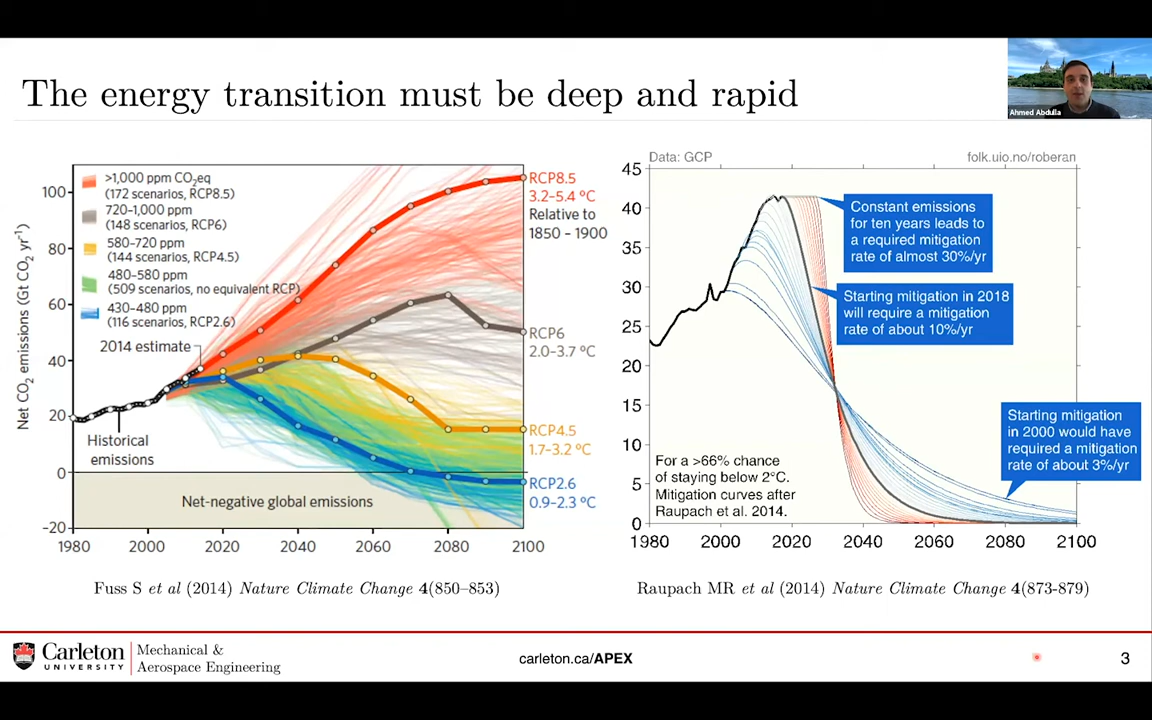 The energy transition must be deep and rapid
Ahmed Abdulla
>1,000 ppm CO2eq
(172 scenarios, RCP8.5)
720–1,000 ppm
(148 scenarios, RCP6)
580–720 ppm
(144 scenarios, RCP4.5)
480–580 ppm
(509 scenarios, no equivalent RCP)
430–480 ppm
(116 scenarios, RCP2.6)
2014 estimate
Historical
emissions
Net-negative global emissions
Net CO2 emissions (Gt CO2 yr-1)
100
80
60
40
20
0
–20
1980
2000
2020
2040
2060
2080
2100
RCP8.5
3.2–5.4 ºC
Relative to
1850 - 1900
RCP6
2.0–3.7 ºC
RCP4.5
1.7–3.2 ºC
RCP2.6
0.9–2.3 ºC
Fuss S et al (2014) Nature Climate Change 4(850–853)
Data: GCP
folk.uio.no/roberan
45
40
35
30
25
20
15
10
5
0
1980
2000
2020
2040
2060
2080
2100
Constant emissions
for ten years leads to
a required mitigation
rate of almost 30%/yr
Starting mitigation in 2018
will require a mitigation
rate of about 10%/yr
Starting mitigation
in 2000 would have
required a mitigation
rate of about 3%/yr
For a >66% chance
of staying below 2°C.
Mitigation curves after
Raupach et al. 2014.
Raupach MR et al (2014) Nature Climate Change 4(873-879)
Carleton
UNIVERSITY
Mechanical &
Aerospace Engineering
carleton.ca/APEX
3